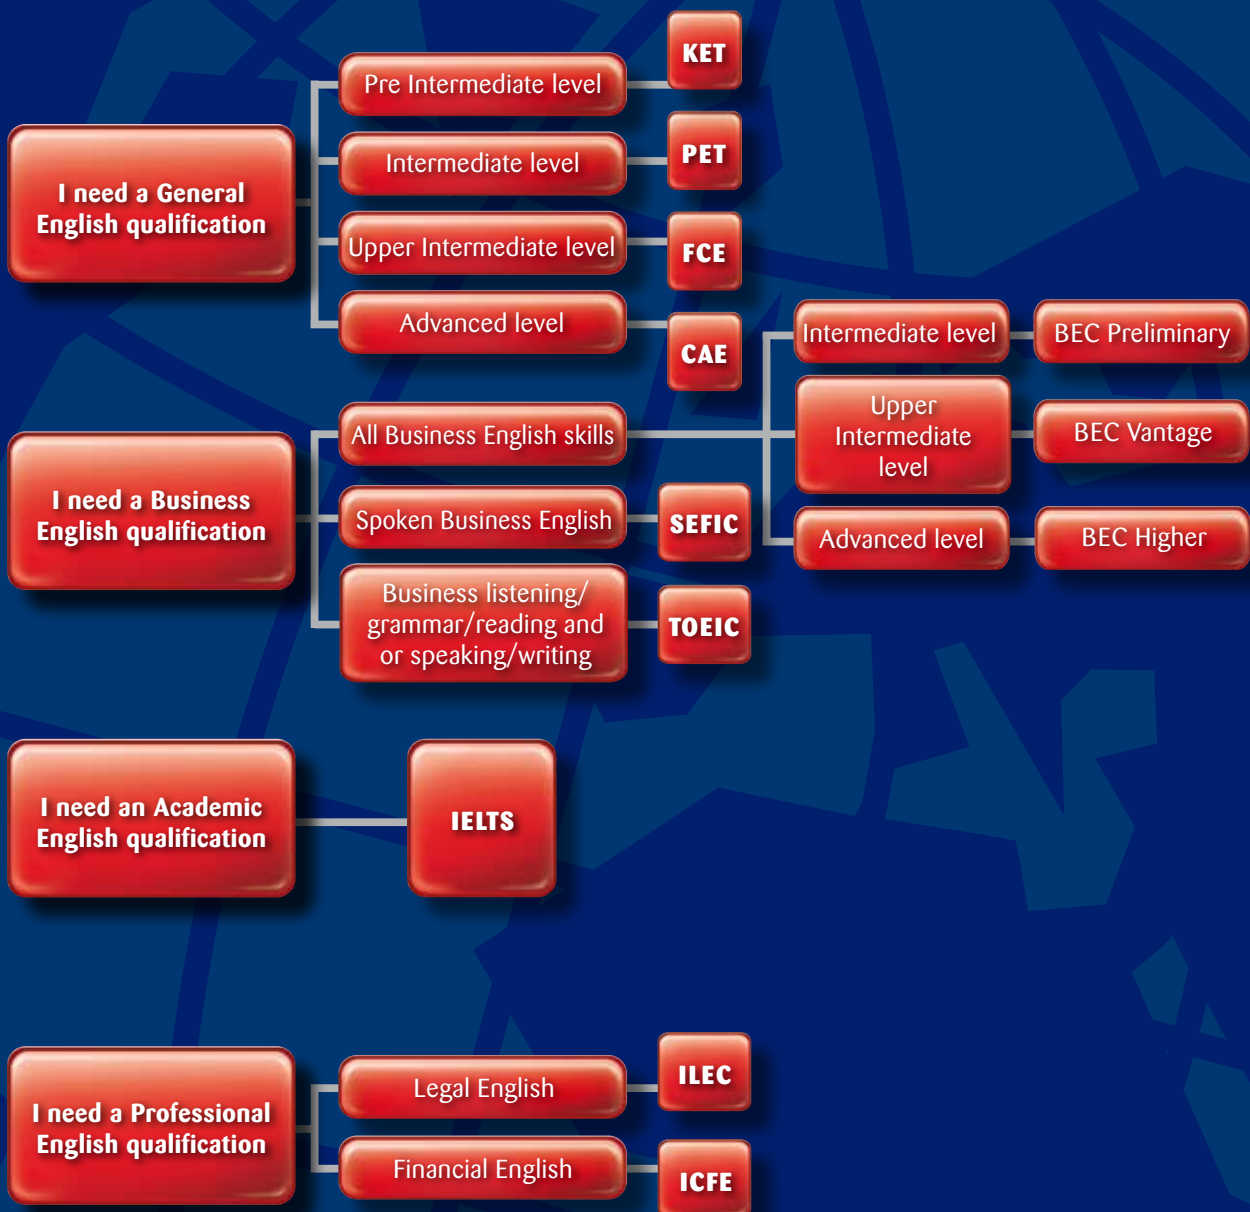 I need a General
English qualification
Pre Intermediate level
KET
Intermediate level
PET
Upper Intermediate level
FCE
Advanced level
CAE
I need a Business
English qualification
All Business English skills
Intermediate level
BEC Preliminary
Upper
Intermediate
level
BEC Vantage
Advanced level
BEC Higher
Spoken Business English
SEFIC
Business listening/
grammar/reading and
or speaking/writing
TOEIC
I need an Academic
English qualification
IELTS
I need a Professional
English qualification
Legal English
ILEC
Financial English
ICFE